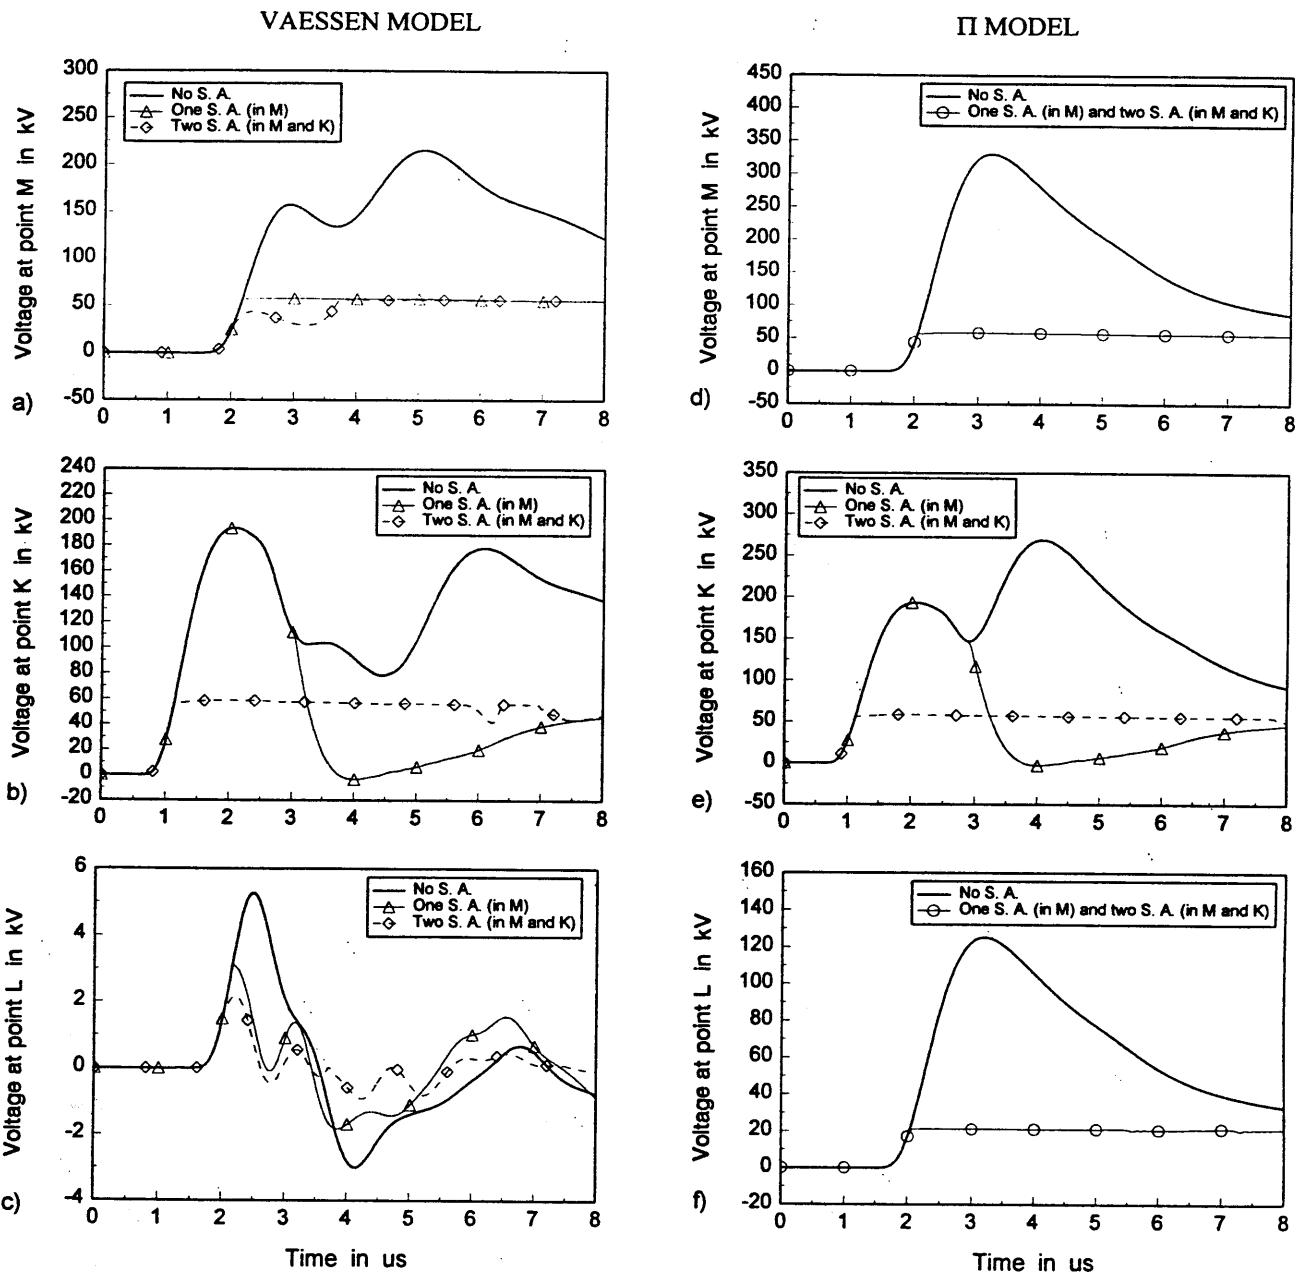 VAESSEN MODEL
Π MODEL
Voltage at point M in kV
300
250
200
150
100
50
0
-50
No S. A.
One S. A. (in M)
Two S. A. (in M and K)
a)
0 1 2 3 4 5 6 7 8
Voltage at point M in kV
450
400
350
300
250
200
150
100
50
0
-50
No S. A.
One S. A. (in M) and two S. A. (in M and K)
d)
0 1 2 3 4 5 6 7 8
Voltage at point K in kV
240
220
200
180
160
140
120
100
80
60
40
20
0
-20
No S. A.
One S. A. (in M)
Two S. A. (in M and K)
b)
0 1 2 3 4 5 6 7 8
Voltage at point K in kV
350
300
250
200
150
100
50
0
-50
No S. A.
One S. A. (in M)
Two S. A. (in M and K)
e)
0 1 2 3 4 5 6 7 8
Voltage at point L in kV
6
4
2
0
-2
-4
No S. A.
One S. A. (in M)
Two S. A. (in M and K)
c)
0 1 2 3 4 5 6 7 8
Time in us
Voltage at point L in kV
160
140
120
100
80
60
40
20
0
-20
No S. A.
One S. A. (in M) and two S. A. (in M and K)
f)
0 1 2 3 4 5 6 7 8
Time in us